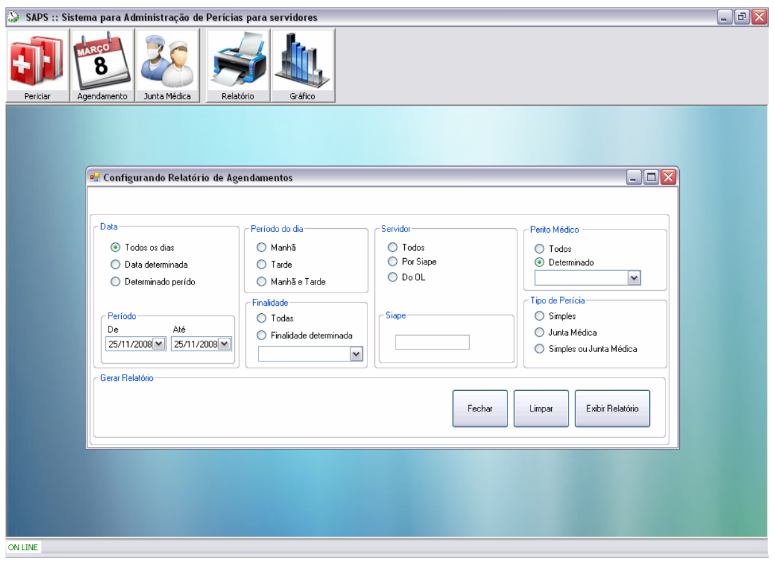 SAPS :: Sistema para Administração de Perícias para servidores
MARÇO
8
Periciar
Agendamento
Junta Médica
Relatório
Gráfico
Configurando Relatório de Agendamentos
Data
Todos os dias
Data determinada
Determinado perído
Período
De
Até
25/11/2008
25/11/2008
Período do dia
Manhã
Tarde
Manhã e Tarde
Finalidade
Todas
Finalidade determinada
Servidor
Todos
Por Siape
Do OL
Siape
Perito Médico
Todos
Determinado
Tipo de Perícia
Simples
Junta Médica
Simples ou Junta Médica
Gerar Relatório
Fechar
Limpar
Exibir Relatório
ON LINE